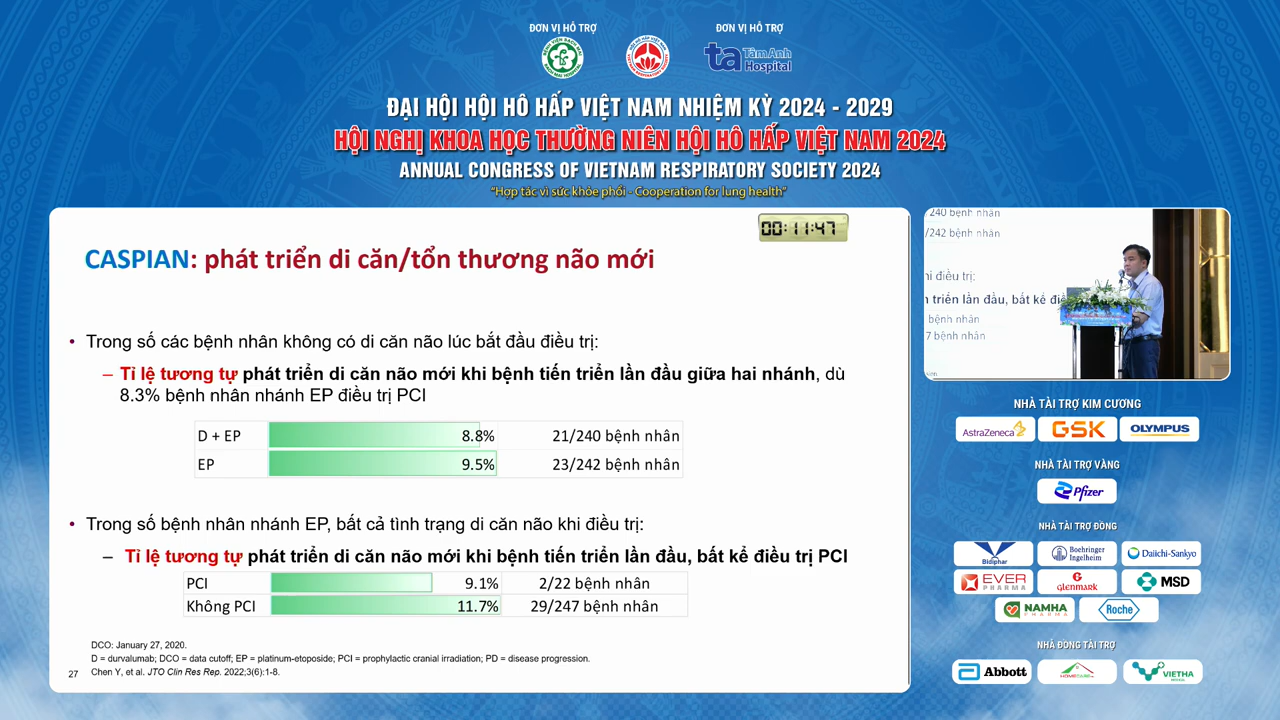 ĐƠN VỊ HỖ TRỢ
ĐƠN VỊ HỖ TRỢ
ta TâmAnh Hospital
ĐẠI HỘI HỘI HÔ HẤP VIỆT NAM NHIỆM KỲ 2024 - 2029
HỘI NGHỊ KHOA HỌC THƯỜNG NIÊN HỘI HÔ HẤP VIỆT NAM 2024
ANNUAL CONGRESS OF VIETNAM RESPIRATORY SOCIETY 2024
"Hợp tác vì sức khỏe phổi - Cooperation for lung health"
00:11:47
CASPIAN: phát triển di căn/tổn thương não mới
• Trong số các bệnh nhân không có di căn não lúc bắt đầu điều trị:
– Tỉ lệ tương tự phát triển di căn não mới khi bệnh tiến triển lần đầu giữa hai nhánh, dù
8.3% bệnh nhân nhánh EP điều trị PCI
D + EP 8.8% 21/240 bệnh nhân
EP 9.5% 23/242 bệnh nhân
• Trong số bệnh nhân nhánh EP, bất cả tình trạng di căn não khi điều trị:
– Tỉ lệ tương tự phát triển di căn não mới khi bệnh tiến triển lần đầu, bất kể điều trị PCI
PCI 9.1% 2/22 bệnh nhân
Không PCI 11.7% 29/247 bệnh nhân
DCO: January 27, 2020.
D = durvalumab; DCO = data cutoff; EP = platinum-etoposide; PCI = prophylactic cranial irradiation; PD = disease progression.
27 Chen Y, et al. JTO Clin Res Rep. 2022;3(6):1-8.
240 bệnh nhân
/242 bệnh nhân
hi điều trị:
triển lần đầu, bất kể
bệnh nhân
7 bệnh nhân
NHÀ TÀI TRỢ KIM CƯƠNG
AstraZeneca GSK OLYMPUS
NHÀ TÀI TRỢ VÀNG
Pfizer
NHÀ TÀI TRỢ ĐỒNG
Bidiphar Boehringer Ingelheim Daiichi-Sankyo
EVER PHARMA GLENMARK MSD
NAMHA PHARMA Roche
NHÀ ĐỒNG TÀI TRỢ
Abbott HOMECARE VIETHA